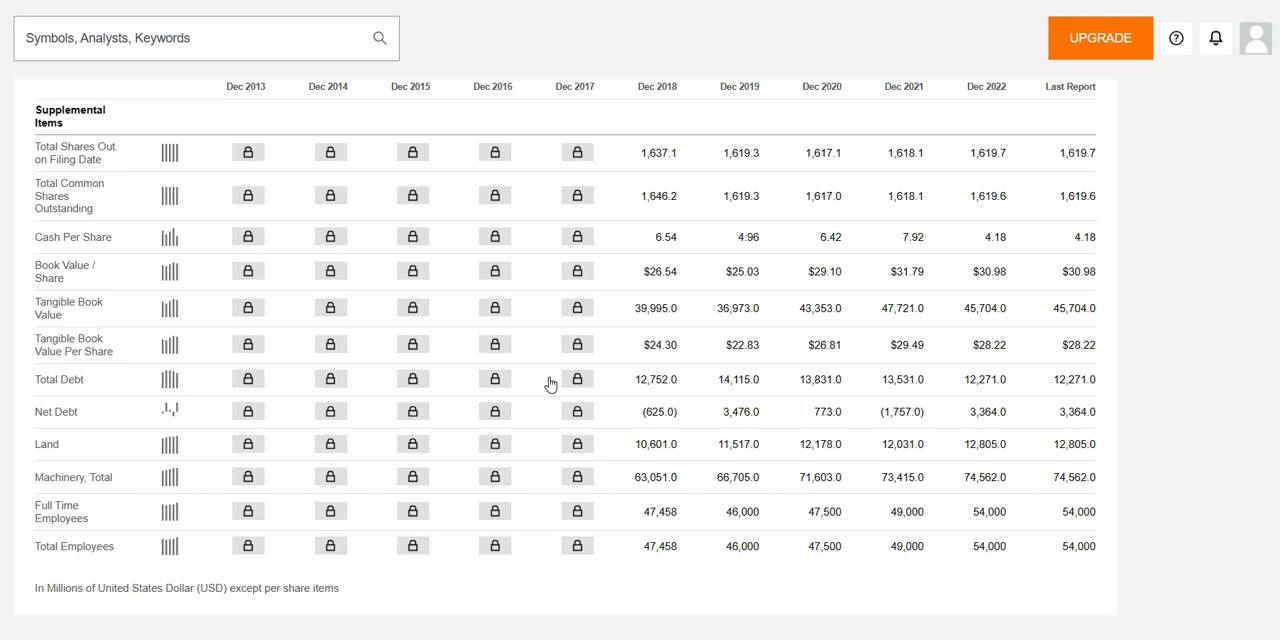 Symbols, Analysts, Keywords
UPGRADE
Dec 2013 Dec 2014 Dec 2015 Dec 2016 Dec 2017 Dec 2018 Dec 2019 Dec 2020 Dec 2021 Dec 2022 Last Report
Supplemental
Items
Total Shares Out.
on Filing Date
1,637.1 1,619.3 1,617.1 1,618.1 1,619.7 1,619.7
Total Common
Shares
Outstanding
1,646.2 1,619.3 1,617.0 1,618.1 1,619.6 1,619.6
Cash Per Share 6.54 4.96 6.42 7.92 4.18 4.18
Book Value /
Share
$26.54 $25.03 $29.10 $31.79 $30.98 $30.98
Tangible Book
Value
39,995.0 36,973.0 43,353.0 47,721.0 45,704.0 45,704.0
Tangible Book
Value Per Share
$24.30 $22.83 $26.81 $29.49 $28.22 $28.22
Total Debt 12,752.0 14,115.0 13,831.0 13,531.0 12,271.0 12,271.0
Net Debt (625.0) 3,476.0 773.0 (1,757.0) 3,364.0 3,364.0
Land 10,601.0 11,517.0 12,178.0 12,031.0 12,805.0 12,805.0
Machinery, Total 63,051.0 66,705.0 71,603.0 73,415.0 74,562.0 74,562.0
Full Time
Employees
47,458 46,000 47,500 49,000 54,000 54,000
Total Employees 47,458 46,000 47,500 49,000 54,000 54,000
In Millions of United States Dollar (USD) except per share items